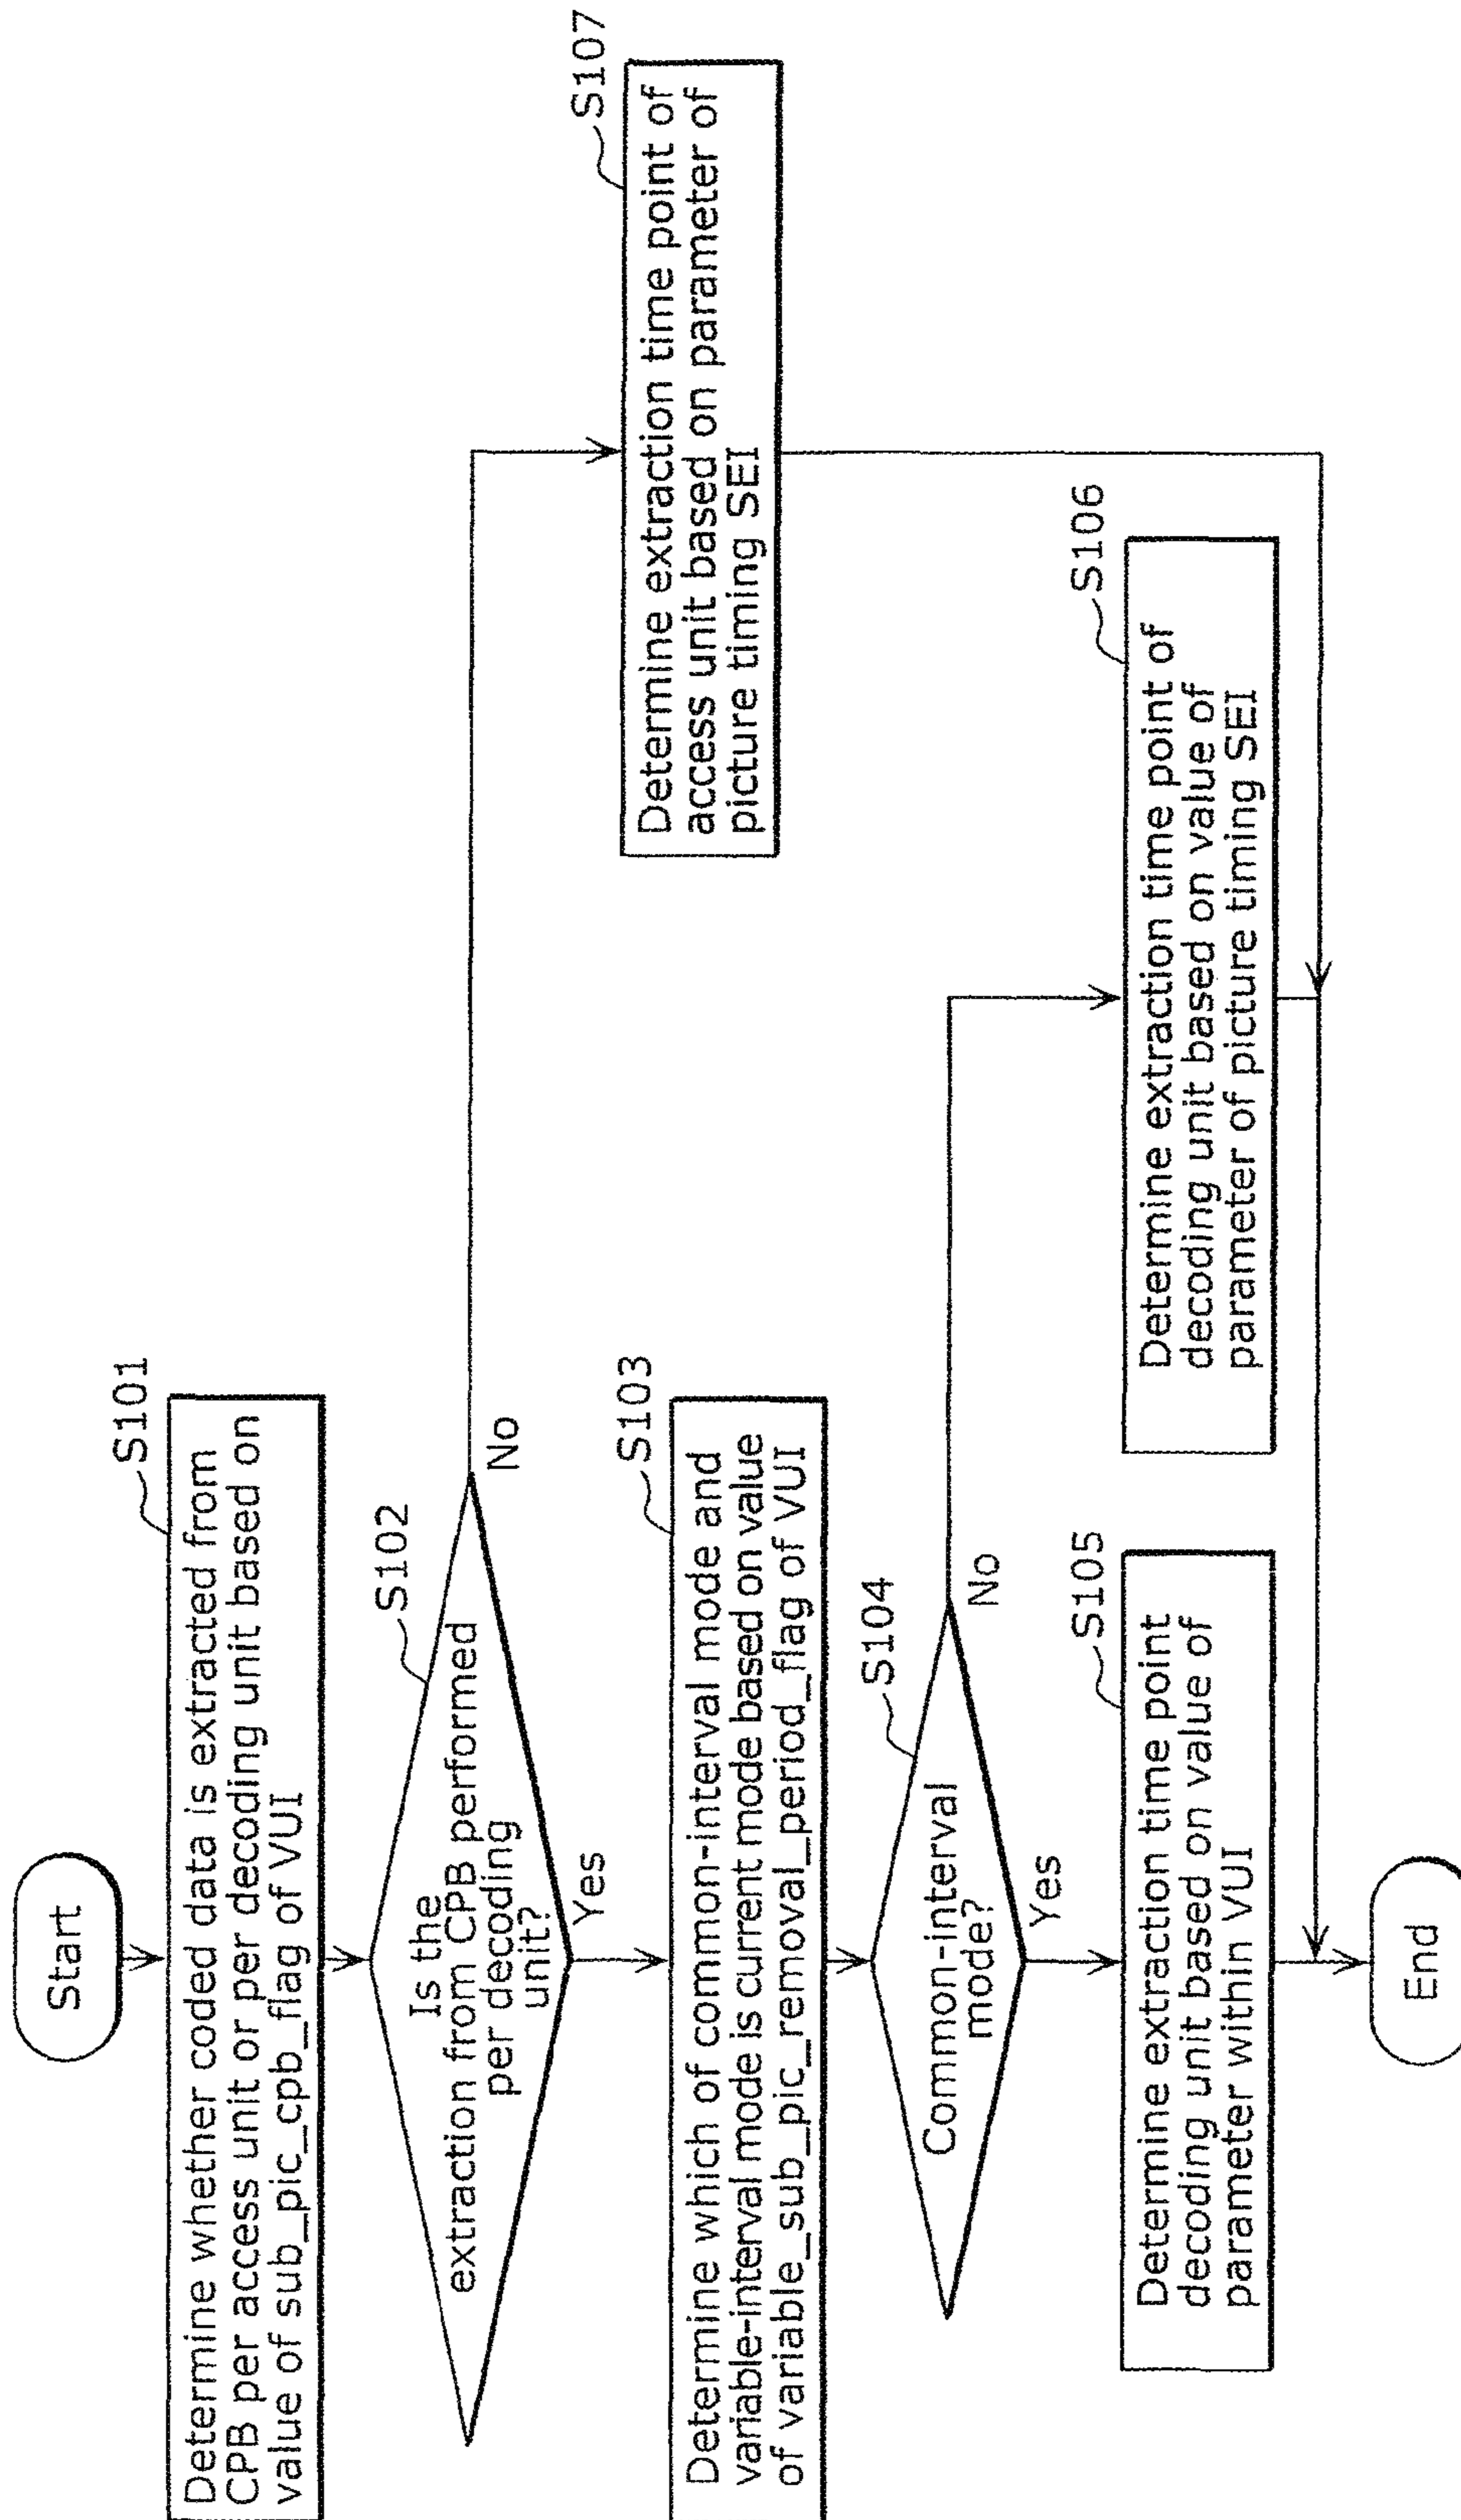 Start
S101
Determine whether coded data is extracted from
CPB per access unit or per decoding unit based on
value of sub_pic_cpb_flag of VUI
S102
Is the
extraction from CPB performed
per decoding
unit?
No
Yes
S103
Determine which of common-interval mode and
variable-interval mode is current mode based on value
of variable_sub_pic_removal_period_flag of VUI
S104
Common-interval
mode?
No
Yes
S105
Determine extraction time point
decoding unit based on value of
parameter within VUI
S106
Determine extraction time point of
decoding unit based on value of
parameter of picture timing SEI
S107
Determine extraction time point of
access unit based on parameter of
picture timing SEI
End